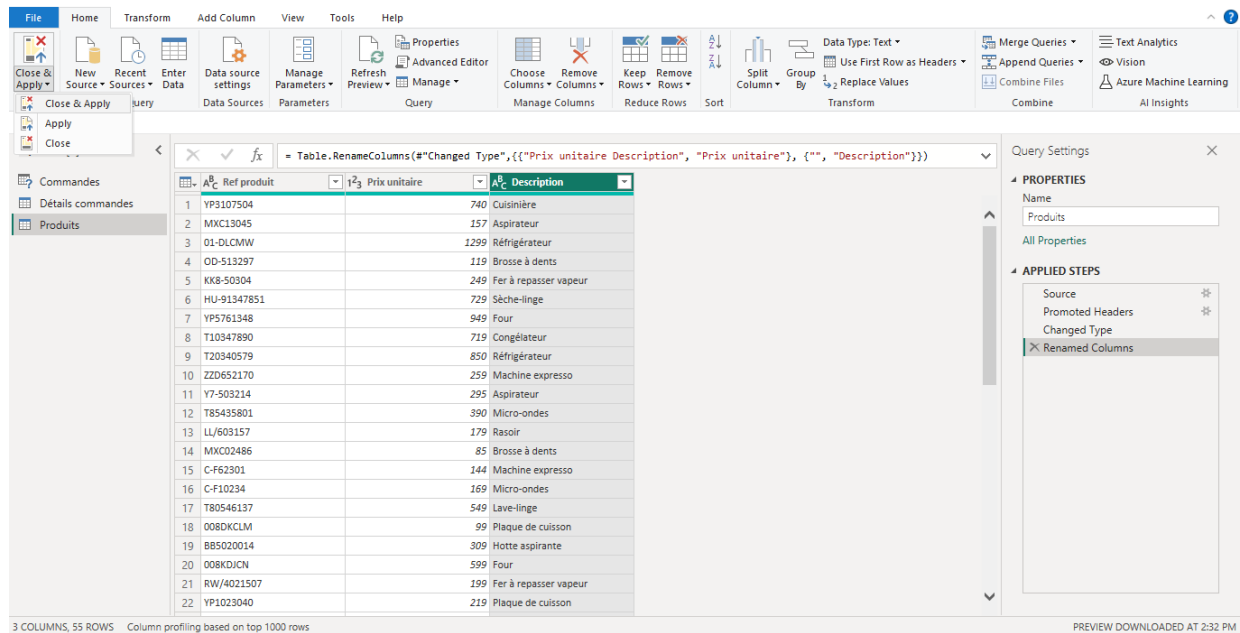 File Home Transform Add Column View Tools Help
Close & Apply
New Source
Recent Sources
Enter Data
Data source settings
Manage Parameters
Refresh Preview
Properties
Advanced Editor
Manage
Choose Columns
Remove Columns
Keep Rows
Remove Rows
Split Column
Group By
Data Type: Text
Use First Row as Headers
Replace Values
Merge Queries
Append Queries
Combine Files
Text Analytics
Vision
Azure Machine Learning
Close & Apply
Apply
Close
uery
Data Sources
Parameters
Query
Manage Columns
Reduce Rows
Sort
Transform
Combine
AI Insights
fx = Table.RenameColumns(#"Changed Type",{{"Prix unitaire Description", "Prix unitaire"}, {"", "Description"}})
Commandes
Détails commandes
Produits
ABC Ref produit 123 Prix unitaire ABC Description
1 YP3107504 740 Cuisinière
2 MXC13045 157 Aspirateur
3 01-DLCMW 1299 Réfrigérateur
4 OD-513297 119 Brosse à dents
5 KK8-50304 249 Fer à repasser vapeur
6 HU-91347851 729 Sèche-linge
7 YP5761348 949 Four
8 T10347890 719 Congélateur
9 T20340579 850 Réfrigérateur
10 ZZD652170 259 Machine expresso
11 Y7-503214 295 Aspirateur
12 T85435801 390 Micro-ondes
13 LL/603157 179 Rasoir
14 MXC02486 85 Brosse à dents
15 C-F62301 144 Machine expresso
16 C-F10234 169 Micro-ondes
17 T80546137 549 Lave-linge
18 008DKCLM 99 Plaque de cuisson
19 BB5020014 309 Hotte aspirante
20 008KDJCN 599 Four
21 RW/4021507 199 Fer à repasser vapeur
22 YP1023040 219 Plaque de cuisson
Query Settings
PROPERTIES
Name
Produits
All Properties
APPLIED STEPS
Source
Promoted Headers
Changed Type
Renamed Columns
3 COLUMNS, 55 ROWS Column profiling based on top 1000 rows
PREVIEW DOWNLOADED AT 2:32 PM